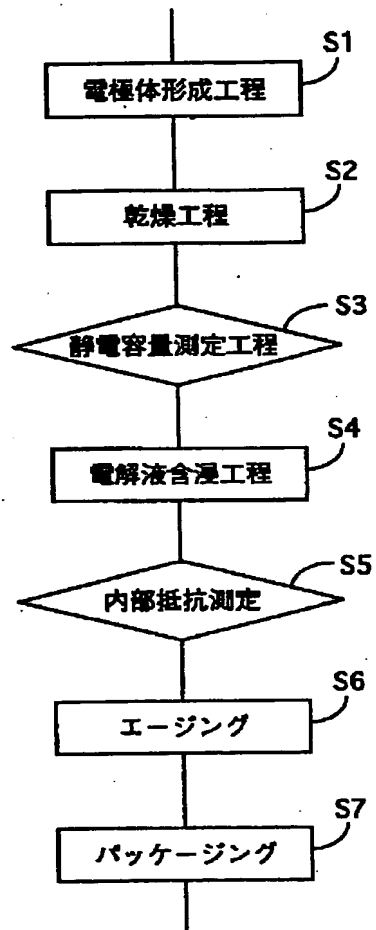 S1
電極体形成工程
S2
乾燥工程
S3
静電容量測定工程
S4
電解液含浸工程
S5
内部抵抗測定
S6
エージング
S7
パッケージング